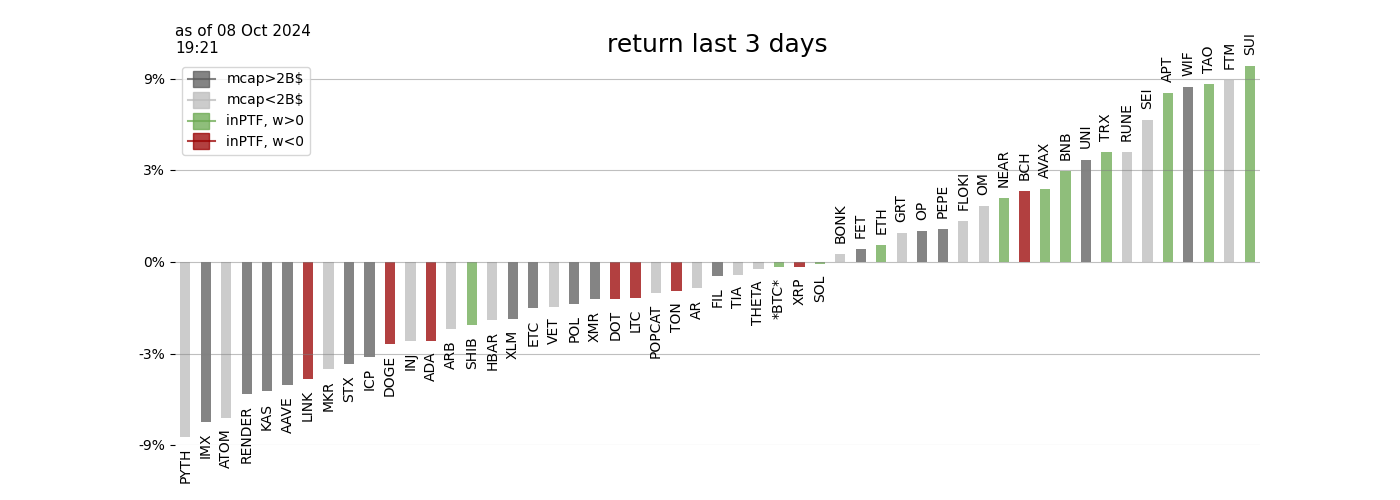 as of 08 Oct 2024
19:21
return last 3 days
mcap>2B$
mcap<2B$
inPTF, w>0
inPTF, w<0
9%
3%
0%
-3%
-9%
PYTH
IMX
ATOM
RENDER
KAS
AAVE
LINK
MKR
STX
ICP
DOGE
INJ
ADA
ARB
SHIB
HBAR
XLM
ETC
VET
POL
XMR
DOT
LTC
POPCAT
TON
AR
FIL
TIA
THETA
*BTC*
XRP
SOL
BONK
FET
ETH
GRT
OP
PEPE
FLOKI
OM
NEAR
BCH
AVAX
BNB
UNI
TRX
RUNE
SEI
APT
WIF
TAO
FTM
SUI